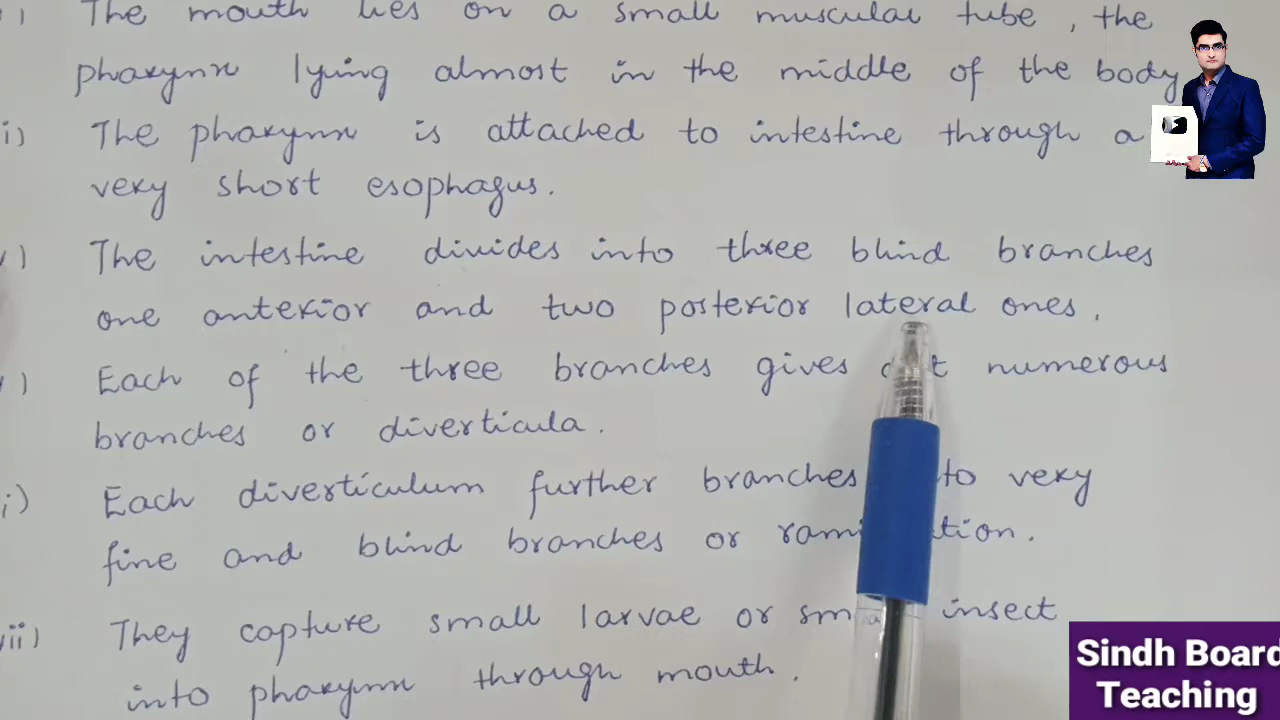 ) The mouth lies on a small muscular tube, the
pharynx lying almost in the middle of the body
i) The pharynx is attached to intestine through a
very short esophagus.
v) The intestine divides into three blind branches
one anterior and two posterior lateral ones.
v) Each of the three branches gives numerous
branches or diverticula.
i) Each diverticulum further branches to very
fine and blind branches or
vii) They capture small larvae or insect
into pharynx through mouth.
Sindh Board
Teaching